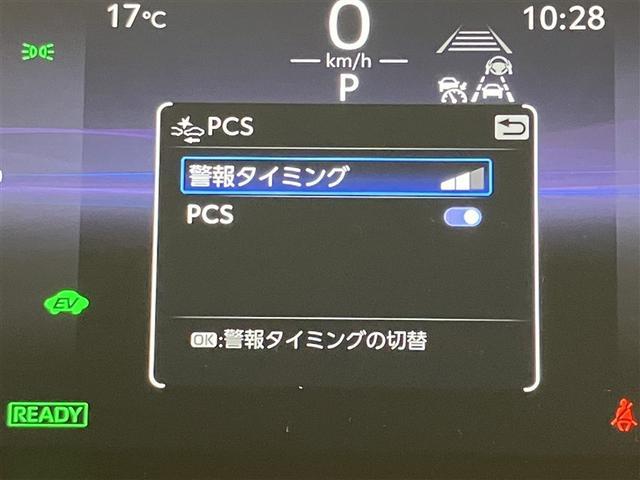 17℃
0
10:28
km/h
P
PCS
警報タイミング
PCS
EV
OK:警報タイミングの切替
READY